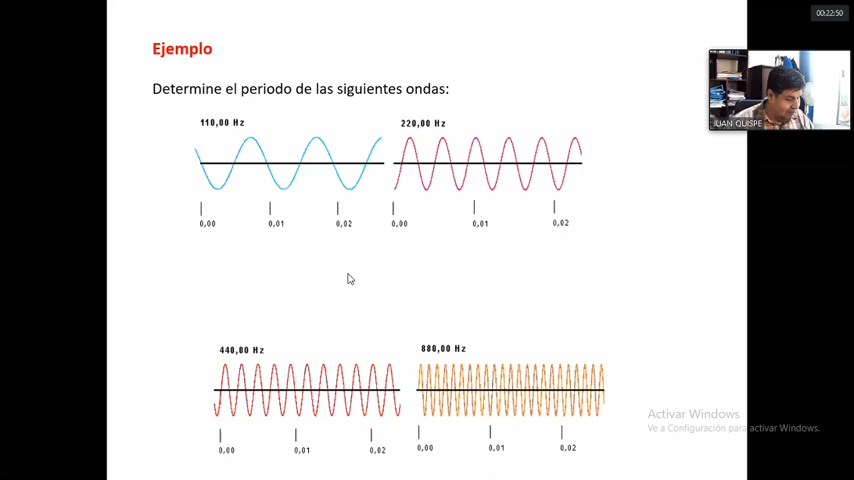 00:22:50
Ejemplo
Determine el periodo de las siguientes ondas:
110,00 Hz
220,00 Hz
JUAN QUISPE
0,00 0,01 0,02
0,00 0,01 0,02
440,00 Hz
880,00 Hz
0,00 0,01 0,02
0,00 0,01 0,02
Activar Windows
Ve a Configuración para activar Windows.